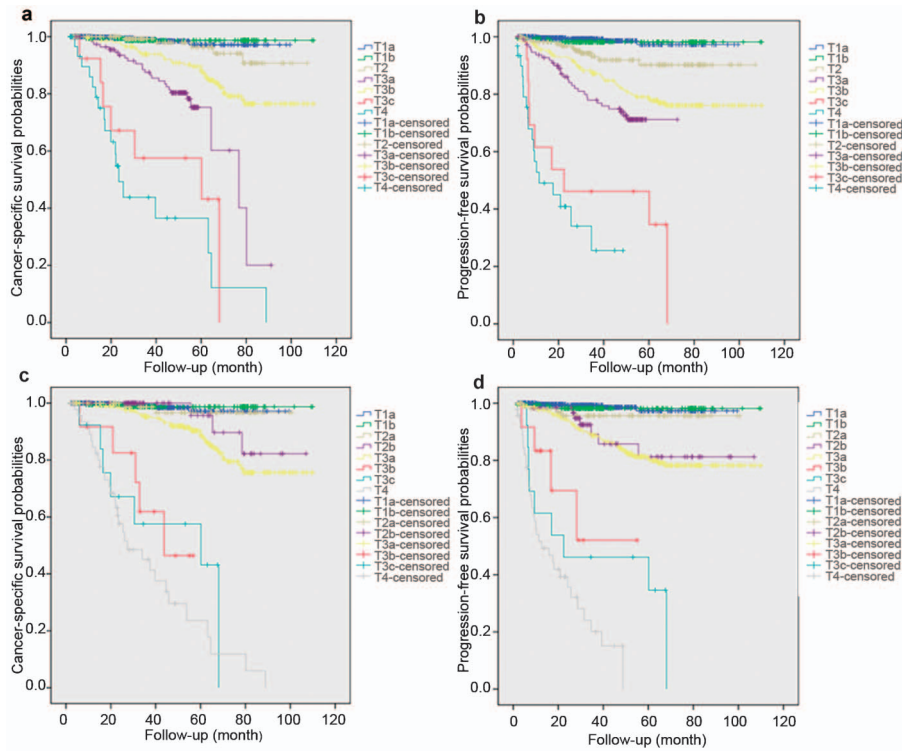 a
Cancer-specific survival probabilities
1.0
0.8
0.6
0.4
0.2
0.0
0 20 40 60 80 100 120
Follow-up (month)
T1a
T1b
T2
T3a
T3b
T3c
T4
T1a-censored
T1b-censored
T2-censored
T3a-censored
T3b-censored
T3c-censored
T4-censored
b
Progression-free survival probabilities
1.0
0.8
0.6
0.4
0.2
0.0
0 20 40 60 80 100 120
Follow-up (month)
T1a
T1b
T2
T3a
T3b
T3c
T4
T1a-censored
T1b-censored
T2-censored
T3a-censored
T3b-censored
T3c-censored
T4-censored
c
Cancer-specific survival probabilities
1.0
0.8
0.6
0.4
0.2
0.0
0 20 40 60 80 100 120
Follow-up (month)
T1a
T1b
T2a
T2b
T3a
T3b
T3c
T4
T1a-censored
T1b-censored
T2a-censored
T2b-censored
T3a-censored
T3b-censored
T3c-censored
T4-censored
d
Progression-free survival probabilities
1.0
0.8
0.6
0.4
0.2
0.0
0 20 40 60 80 100 120
Follow-up (month)
T1a
T1b
T2a
T2b
T3a
T3b
T3c
T4
T1a-censored
T1b-censored
T2a-censored
T2b-censored
T3a-censored
T3b-censored
T3c-censored
T4-censored